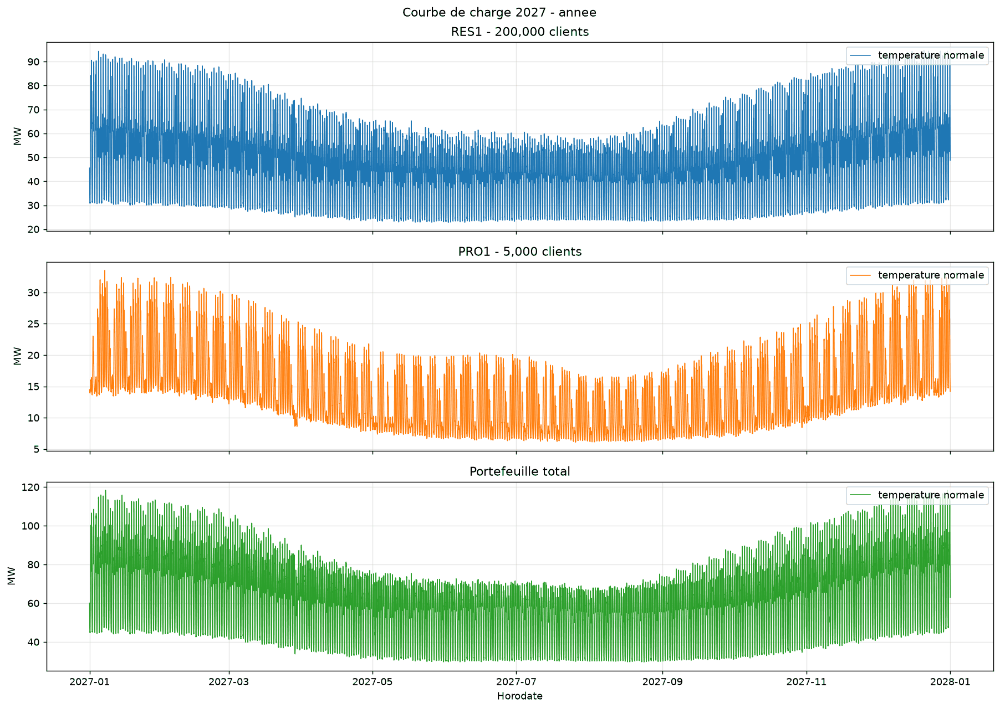 Courbe de charge 2027 - annee
RES1 - 200,000 clients
temperature normale
90
80
70
60
50
40
30
20
MW
PRO1 - 5,000 clients
temperature normale
30
25
20
15
10
5
MW
Portefeuille total
temperature normale
120
100
80
60
40
MW
2027-01 2027-03 2027-05 2027-07 2027-09 2027-11 2028-01
Horodate